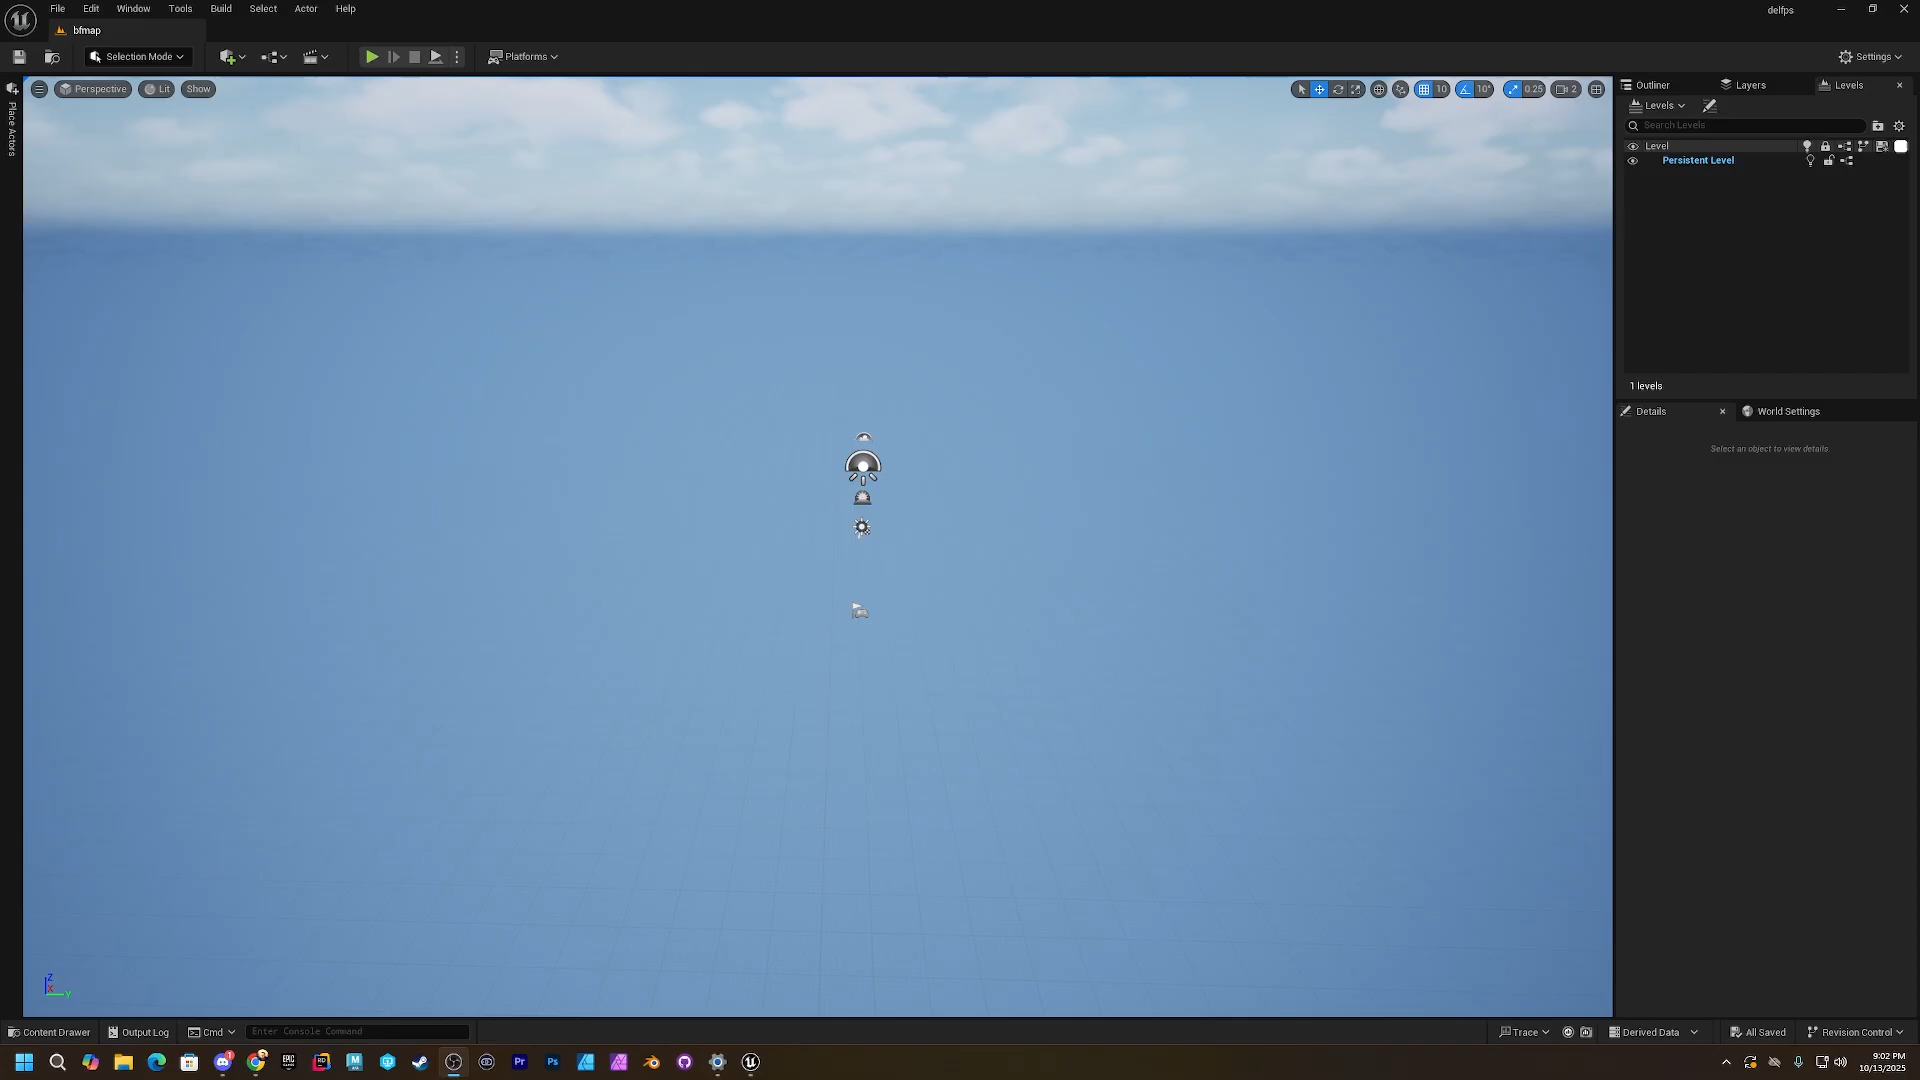 File Edit Window Tools Build Select Actor Help
delfps
bfmap
Selection Mode
Platforms
Settings
Place Actors
Perspective Lit Show
10 10° 0.25 2
Outliner Layers Levels
Levels
Search Levels
Level
Persistent Level
1 levels
Details World Settings
Select an object to view details.
Z
X
Y
Content Drawer Output Log Cmd Enter Console Command
Trace Derived Data All Saved Revision Control
9:02 PM
10/13/2025